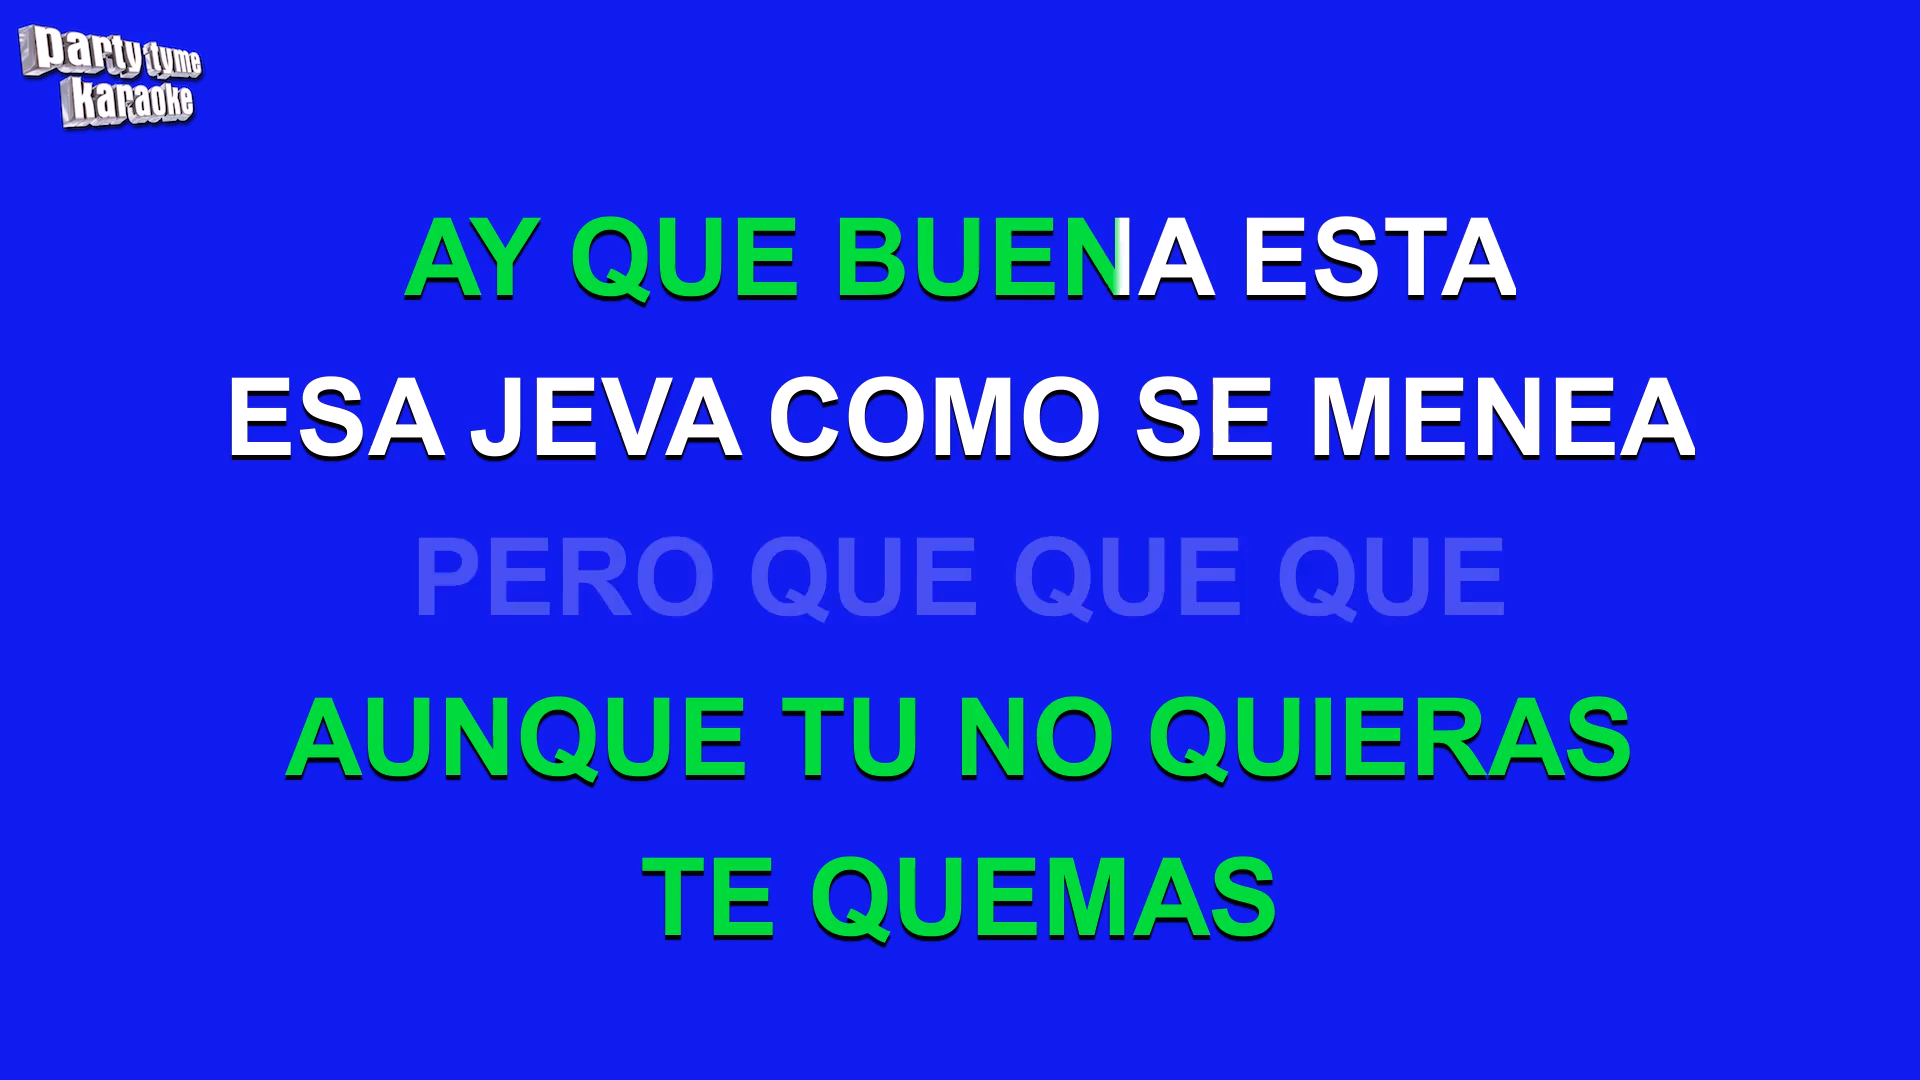 party tyme
karaoke
AY QUE BUENA ESTA
ESA JEVA COMO SE MENEA
PERO QUE QUE QUE
AUNQUE TU NO QUIERAS
TE QUEMAS